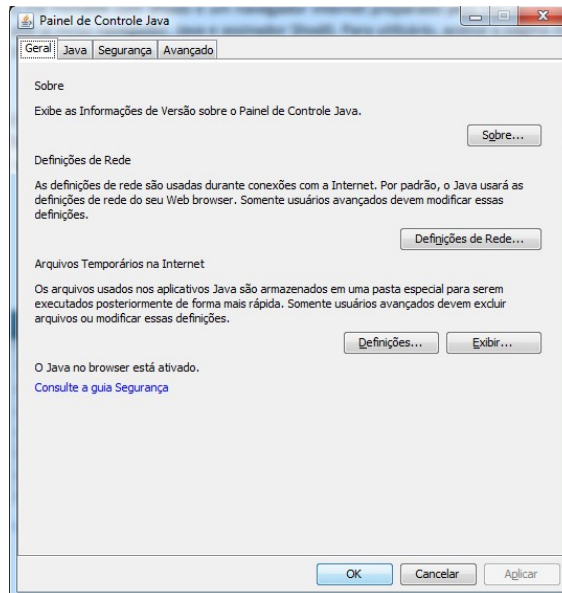 Painel de Controle Java
Geral Java Segurança Avançado
Sobre
Exibe as Informações de Versão sobre o Painel de Controle Java.
Sobre...
Definições de Rede
As definições de rede são usadas durante conexões com a Internet. Por padrão, o Java usará as
definições de rede do seu Web browser. Somente usuários avançados devem modificar essas
definições.
Definições de Rede...
Arquivos Temporários na Internet
Os arquivos usados nos aplicativos Java são armazenados em uma pasta especial para serem
executados posteriormente de forma mais rápida. Somente usuários avançados devem excluir
arquivos ou modificar essas definições.
Definições... Exibir...
O Java no browser está ativado.
Consulte a guia Segurança
OK Cancelar Aplicar